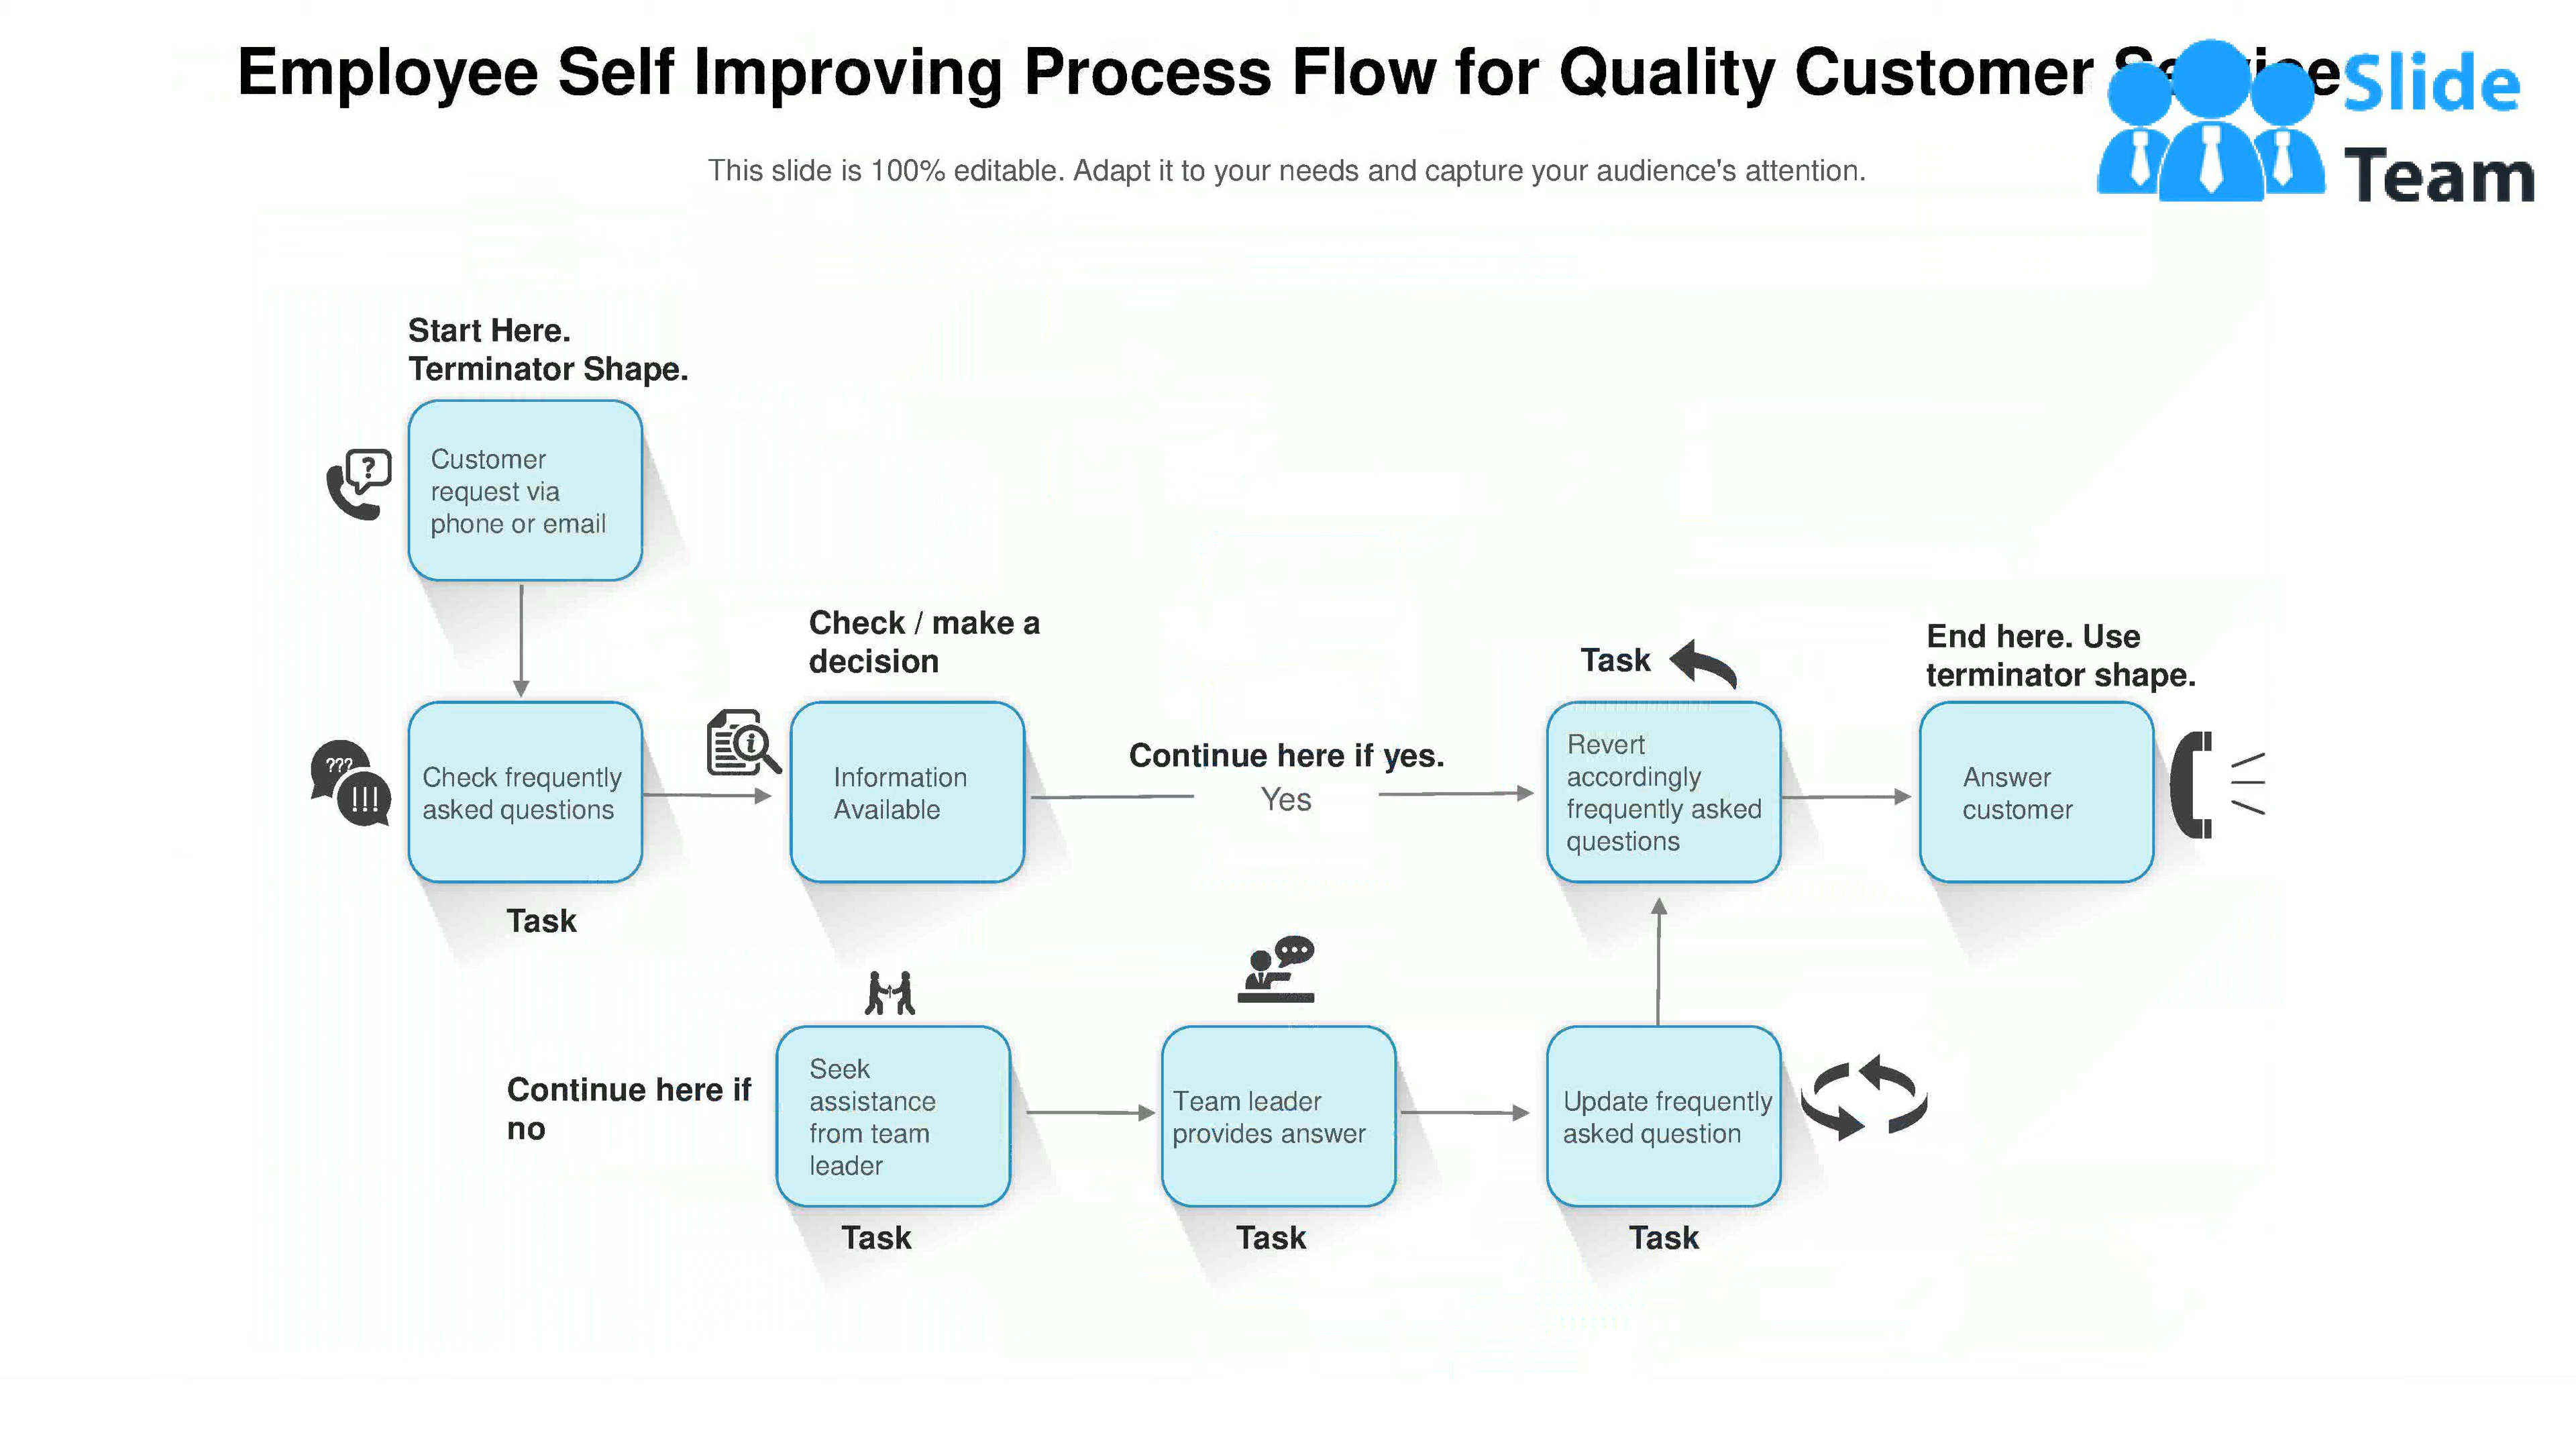 Employee Self Improving Process Flow for Quality Customer
Slide
Team
This slide is 100% editable. Adapt it to your needs and capture your audience's attention.
Start Here.
Terminator Shape.
?
Customer
request via
phone or email
Check / make a
decision
Task
End here. Use
terminator shape.
???
!!!
Check frequently
asked questions
i
Information
Available
Continue here if yes.
Yes
Revert
accordingly
frequently asked
questions
Answer
customer
Task
Continue here if
no
Seek
assistance
from team
leader
Team leader
provides answer
Update frequently
asked question
Task
Task
Task